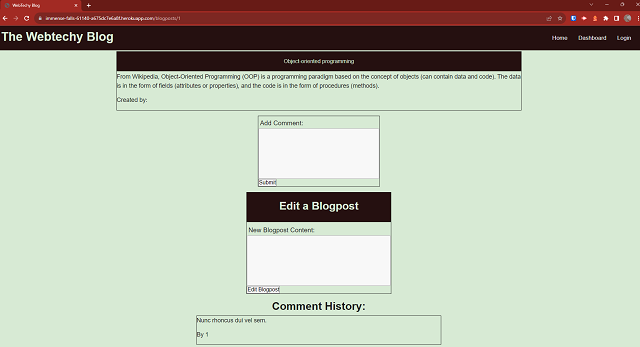 WebTechy Blog
immense-falls-61140-a675dc7e6a8f.herokuapp.com/blogposts/1
The Webtechy Blog
Home Dashboard Login
Object-oriented programming
From Wikipedia, Object-Oriented Programming (OOP) is a programming paradigm based on the concept of objects (can contain data and code). The data
is in the form of fields (attributes or properties), and the code is in the form of procedures (methods).
Created by:
Add Comment:
Submit
Edit a Blogpost
New Blogpost Content:
Edit Blogpost
Comment History:
Nunc rhoncus dui vel sem.
By 1